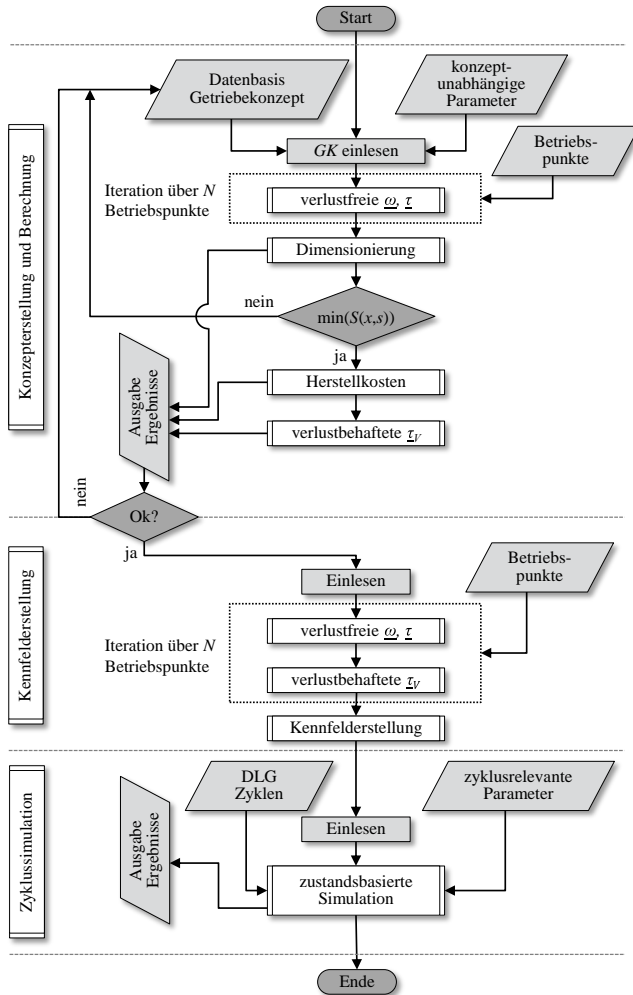 Start
Datenbasis
Getriebekonzept
konzept-
unabhängige
Parameter
GK einlesen
Betriebs-
punkte
Iteration über N
Betriebspunkte
verlustfreie ω, τ
Dimensionierung
nein
min(S(x,s))
ja
Herstellkosten
verlustbehaftete τV
Ausgabe
Ergebnisse
Konzepterstellung und Berechnung
nein
Ok?
ja
Einlesen
Betriebs-
punkte
Iteration über N
Betriebspunkte
verlustfreie ω, τ
verlustbehaftete τV
Kennfelderstellung
Kennfelderstellung
DLG
Zyklen
zyklusrelevante
Parameter
Einlesen
Ausgabe
Ergebnisse
zustandsbasierte
Simulation
Zyklussimulation
Ende